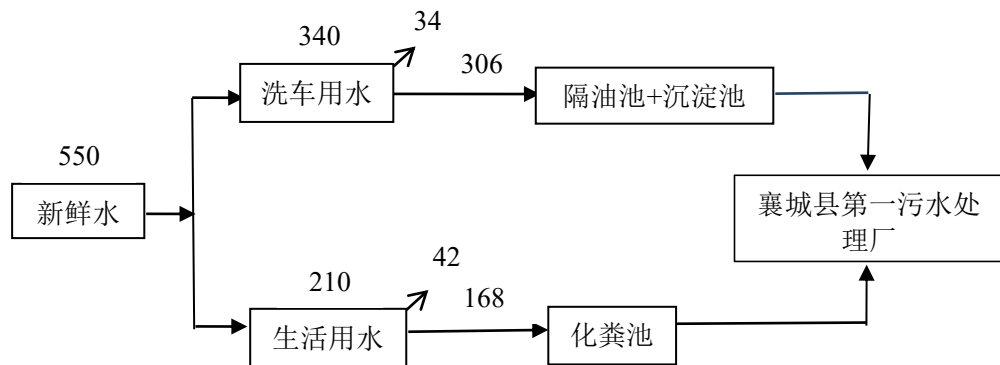 34
340
306
洗车用水
隔油池+沉淀池
550
新鲜水
襄城县第一污水处
理厂
42
210
168
生活用水
化粪池